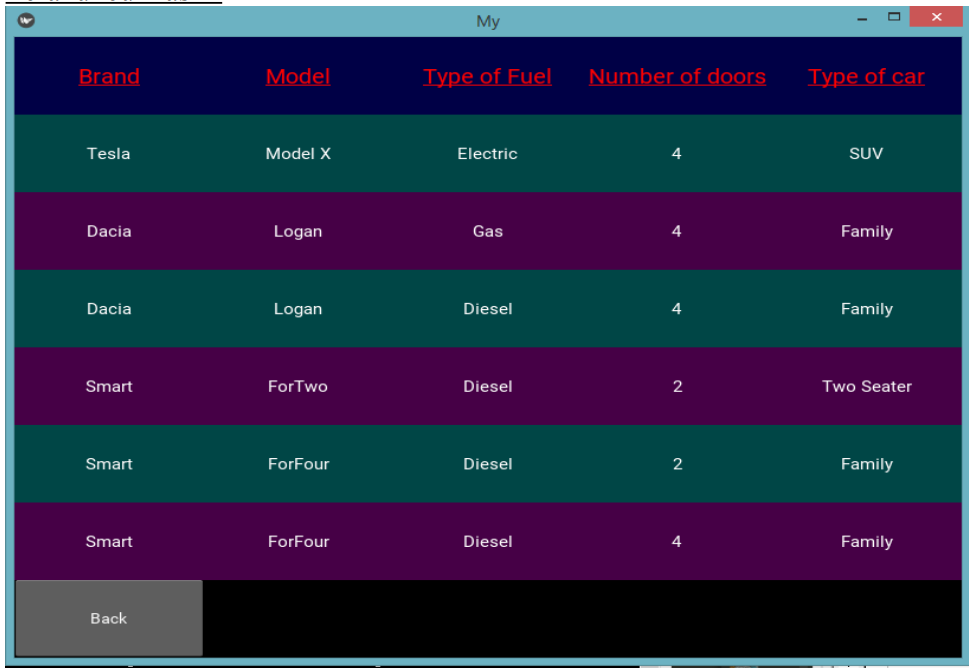 My
Brand Model Type of Fuel Number of doors Type of car
Tesla Model X Electric 4 SUV
Dacia Logan Gas 4 Family
Dacia Logan Diesel 4 Family
Smart ForTwo Diesel 2 Two Seater
Smart ForFour Diesel 2 Family
Smart ForFour Diesel 4 Family
Back